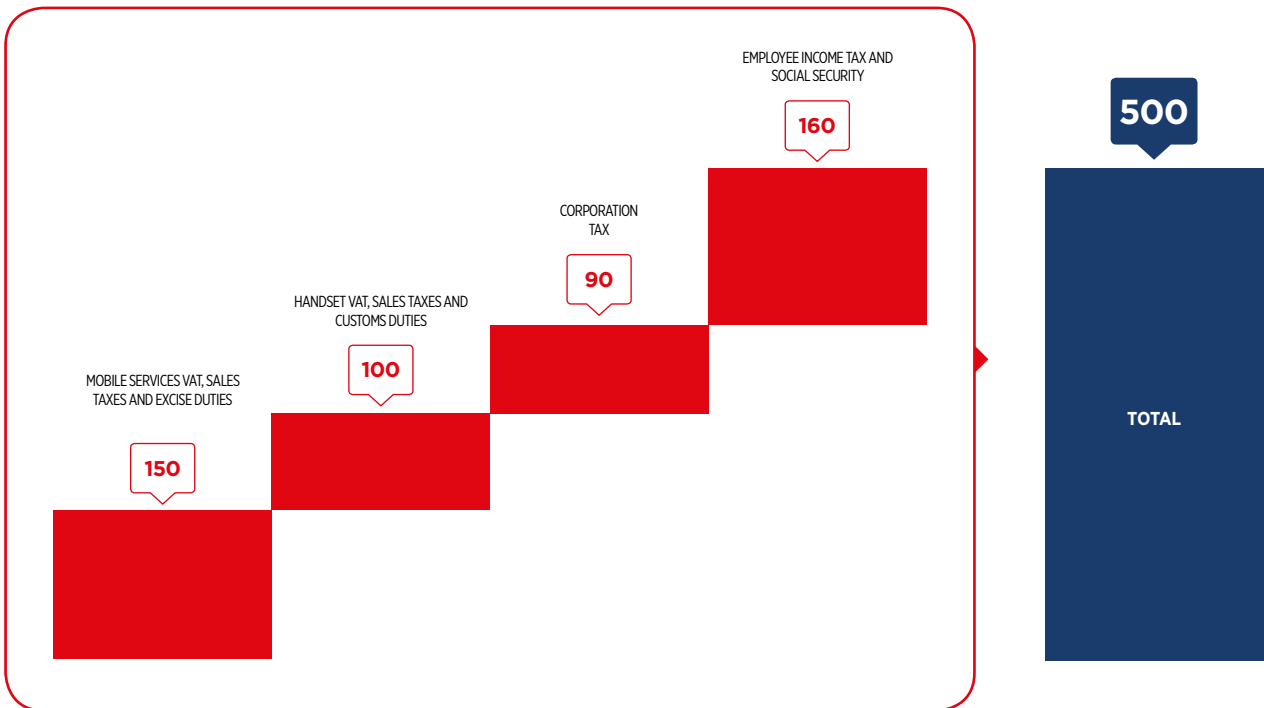 EMPLOYEE INCOME TAX AND
SOCIAL SECURITY
160
500
CORPORATION
TAX
90
HANDSET VAT, SALES TAXES AND
CUSTOMS DUTIES
100
MOBILE SERVICES VAT, SALES
TAXES AND EXCISE DUTIES
150
TOTAL